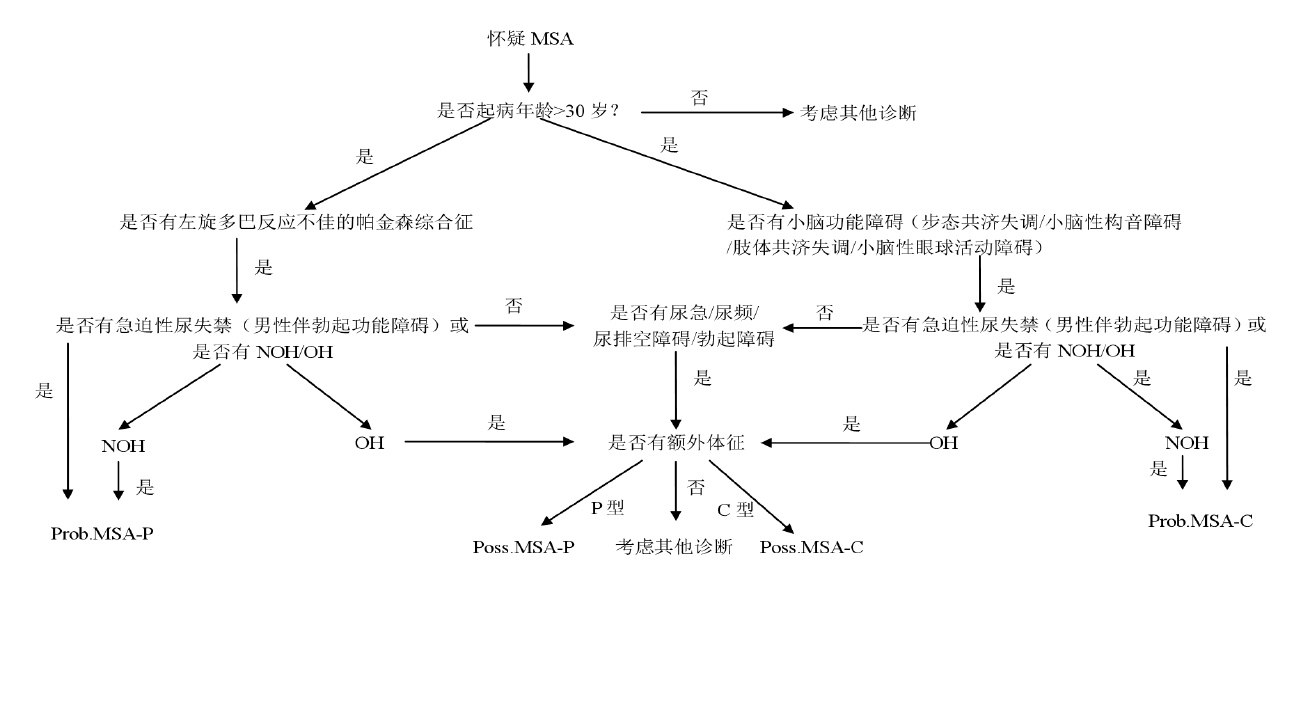 怀疑 MSA
是否起病年龄>30 岁?
否
考虑其他诊断
是
是
是否有左旋多巴反应不佳的帕金森综合征
是否有小脑功能障碍（步态共济失调/小脑性构音障碍
/肢体共济失调/小脑性眼球活动障碍）
是
是
是否有急迫性尿失禁（男性伴勃起功能障碍）或
是否有 NOH/OH
否
是否有尿急/尿频/
尿排空障碍/勃起障碍
否
是否有急迫性尿失禁（男性伴勃起功能障碍）或
是否有 NOH/OH
是
是
是
是
NOH
OH
是
是否有额外体征
是
OH
NOH
是
是
P 型
否
C 型
Prob.MSA-P
Poss.MSA-P
考虑其他诊断
Poss.MSA-C
Prob.MSA-C